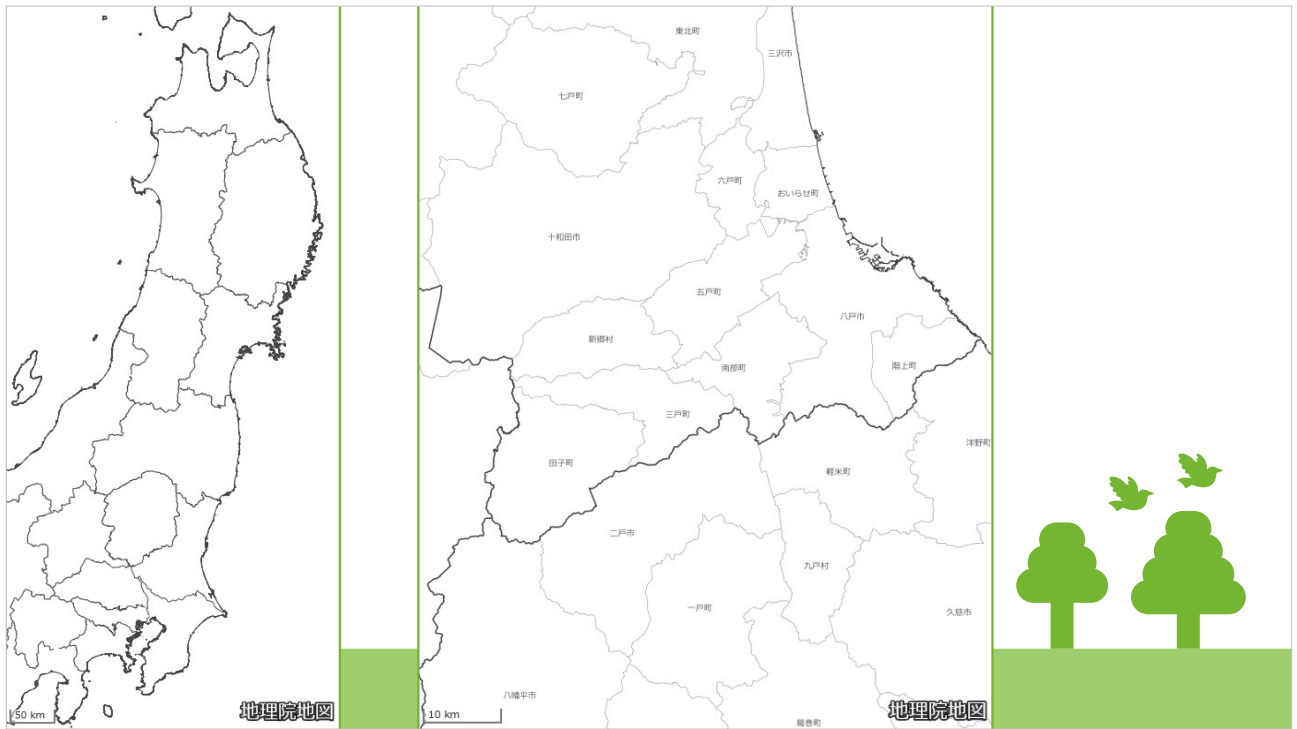 50 km
地理院地図
東北町
三沢市
七戸町
六戸町
おいらせ町
十和田市
五戸町
八戸市
新郷村
南部町
階上町
三戸町
洋野町
田子町
軽米町
二戸市
九戸村
一戸町
久慈市
八幡平市
葛巻町
10 km
地理院地図